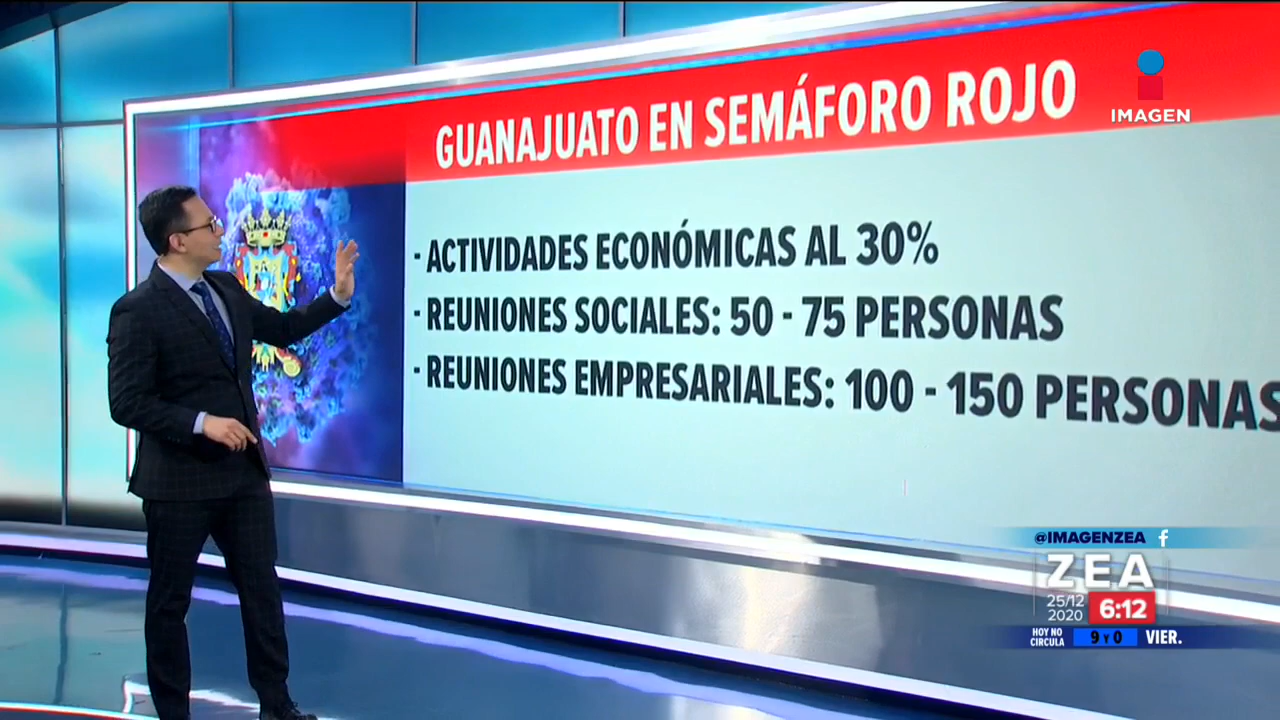 GUANAJUATO EN SEMÁFORO ROJO
IMAGEN
- ACTIVIDADES ECONÓMICAS AL 30%
- REUNIONES SOCIALES: 50 - 75 PERSONAS
- REUNIONES EMPRESARIALES: 100 - 150 PERSONAS
@IMAGENZEA f
ZEA
25/12
2020
6:12
HOY NO
CIRCULA
9 Y 0
VIER.